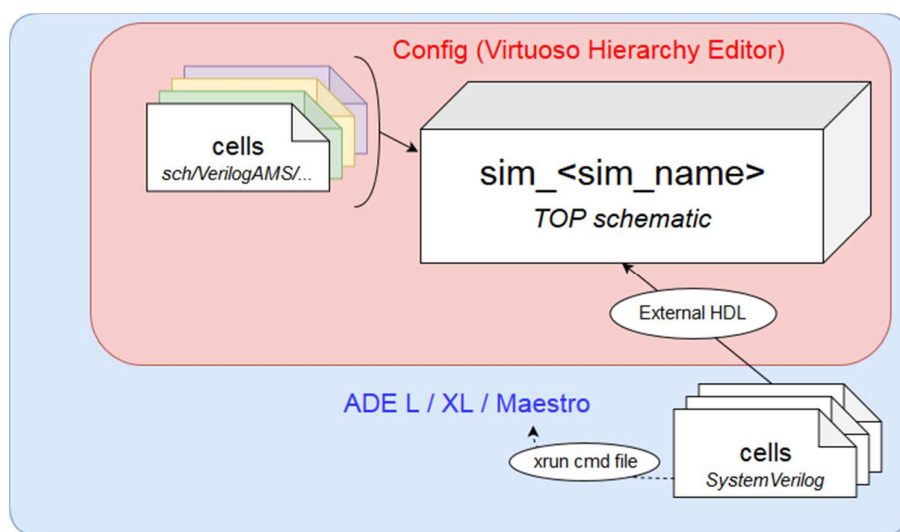 Config (Virtuoso Hierarchy Editor)
cells
sch/VerilogAMS/...
sim_<sim_name>
TOP schematic
External HDL
ADE L / XL / Maestro
xrun cmd file
cells
SystemVerilog